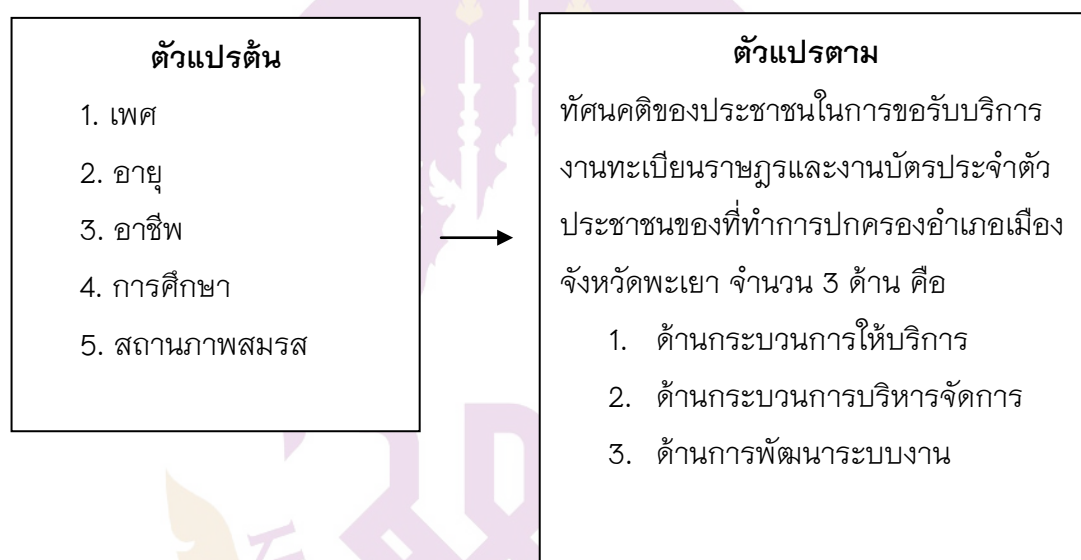 ตัวแปรต้น
1. เพศ
2. อายุ
3. อาชีพ
4. การศึกษา
5. สถานภาพสมรส
ตัวแปรตาม
ทัศนคติของประชาชนในการขอรับบริการ
งานทะเบียนราษฎรและงานบัตรประจำตัว
ประชาชนของที่ทำการปกครองอำเภอเมือง
จังหวัดพะเยา จำนวน 3 ด้าน คือ
1. ด้านกระบวนการให้บริการ
2. ด้านกระบวนการบริหารจัดการ
3. ด้านการพัฒนาระบบงาน